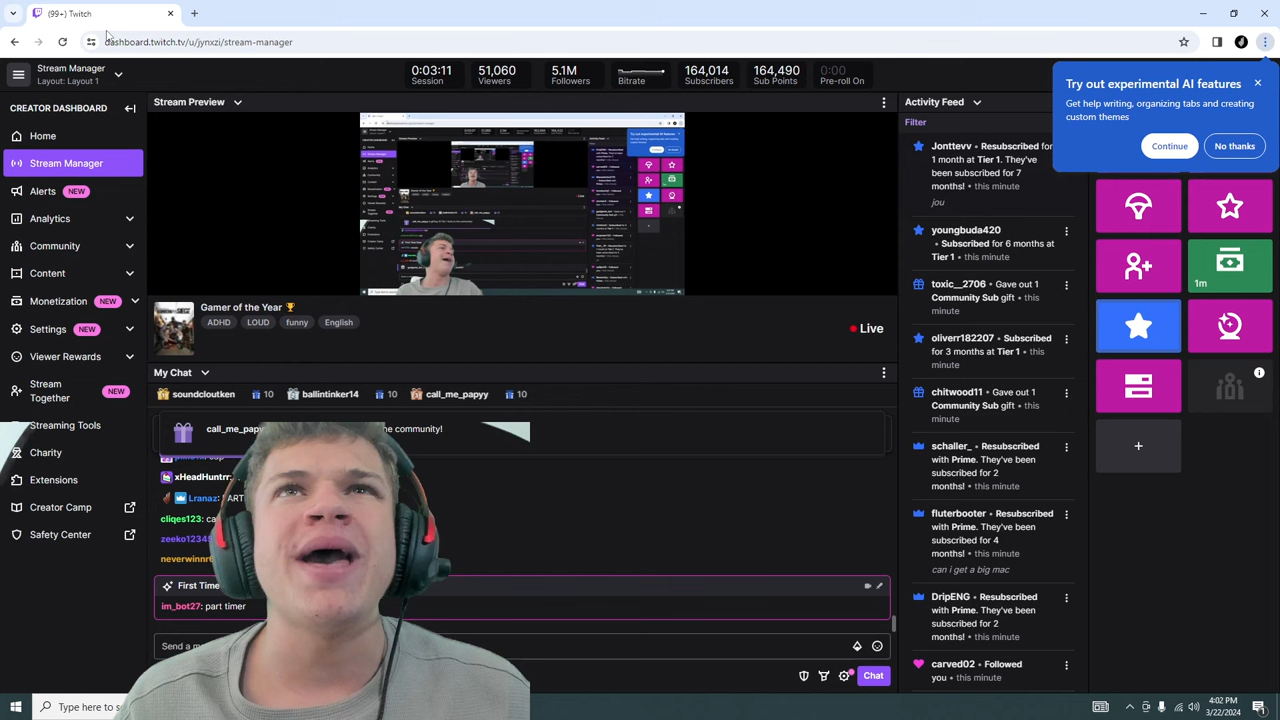 (99+) Twitch
dashboard.twitch.tv/u/jynxzi/stream-manager
Stream Manager
Layout: Layout 1
0:03:11
Session
51,060
Viewers
5.1M
Followers
Bitrate
164,014
Subscribers
164,490
Sub Points
0:00
Pre-roll On
Try out experimental AI features
Get help writing, organizing tabs and creating
custom themes
Continue
No thanks
CREATOR DASHBOARD
Home
Stream Manager
Alerts NEW
Analytics
Community
Content
Monetization NEW
Settings NEW
Viewer Rewards
Stream
Together
NEW
Streaming Tools
Charity
Extensions
Creator Camp
Safety Center
Stream Preview
Gamer of the Year 🏆
ADHD LOUD funny English
Live
My Chat
soundcloutken 10 ballintinker14 10 call_me_papyy 10
call_me_papy
he community!
xHeadHuntrr:
Lranaz: ART
cliqes123: ca
zeeko12345
neverwinnr
First Time
im_bot27: part timer
Send a m
Chat
Activity Feed
Filter
Resubscr
1 month at Tier 1. They've
been subscribed for 7
months! • this minute
jou
youngbuda420
• Subscribed for 6 mo
Tier 1 • this minute
toxic__2706 • Gave out 1
Community Sub gift • this
minute
oliverr182207 • Subscribed
for 3 months at Tier 1 • this
minute
chitwood11 • Gave out 1
Community Sub gift • this
minute
schaller_ • Resubscribed
with Prime. They've been
subscribed for 2
months! • this minute
fluterbooter • Resubscribed
with Prime. They've been
subscribed for 4
months! • this minute
can i get a big mac
DripENG • Resubscribed
with Prime. They've been
subscribed for 2
months! • this minute
carved02 • Followed
you • this minute
1m
Type here to s
4:02 PM
3/22/2024